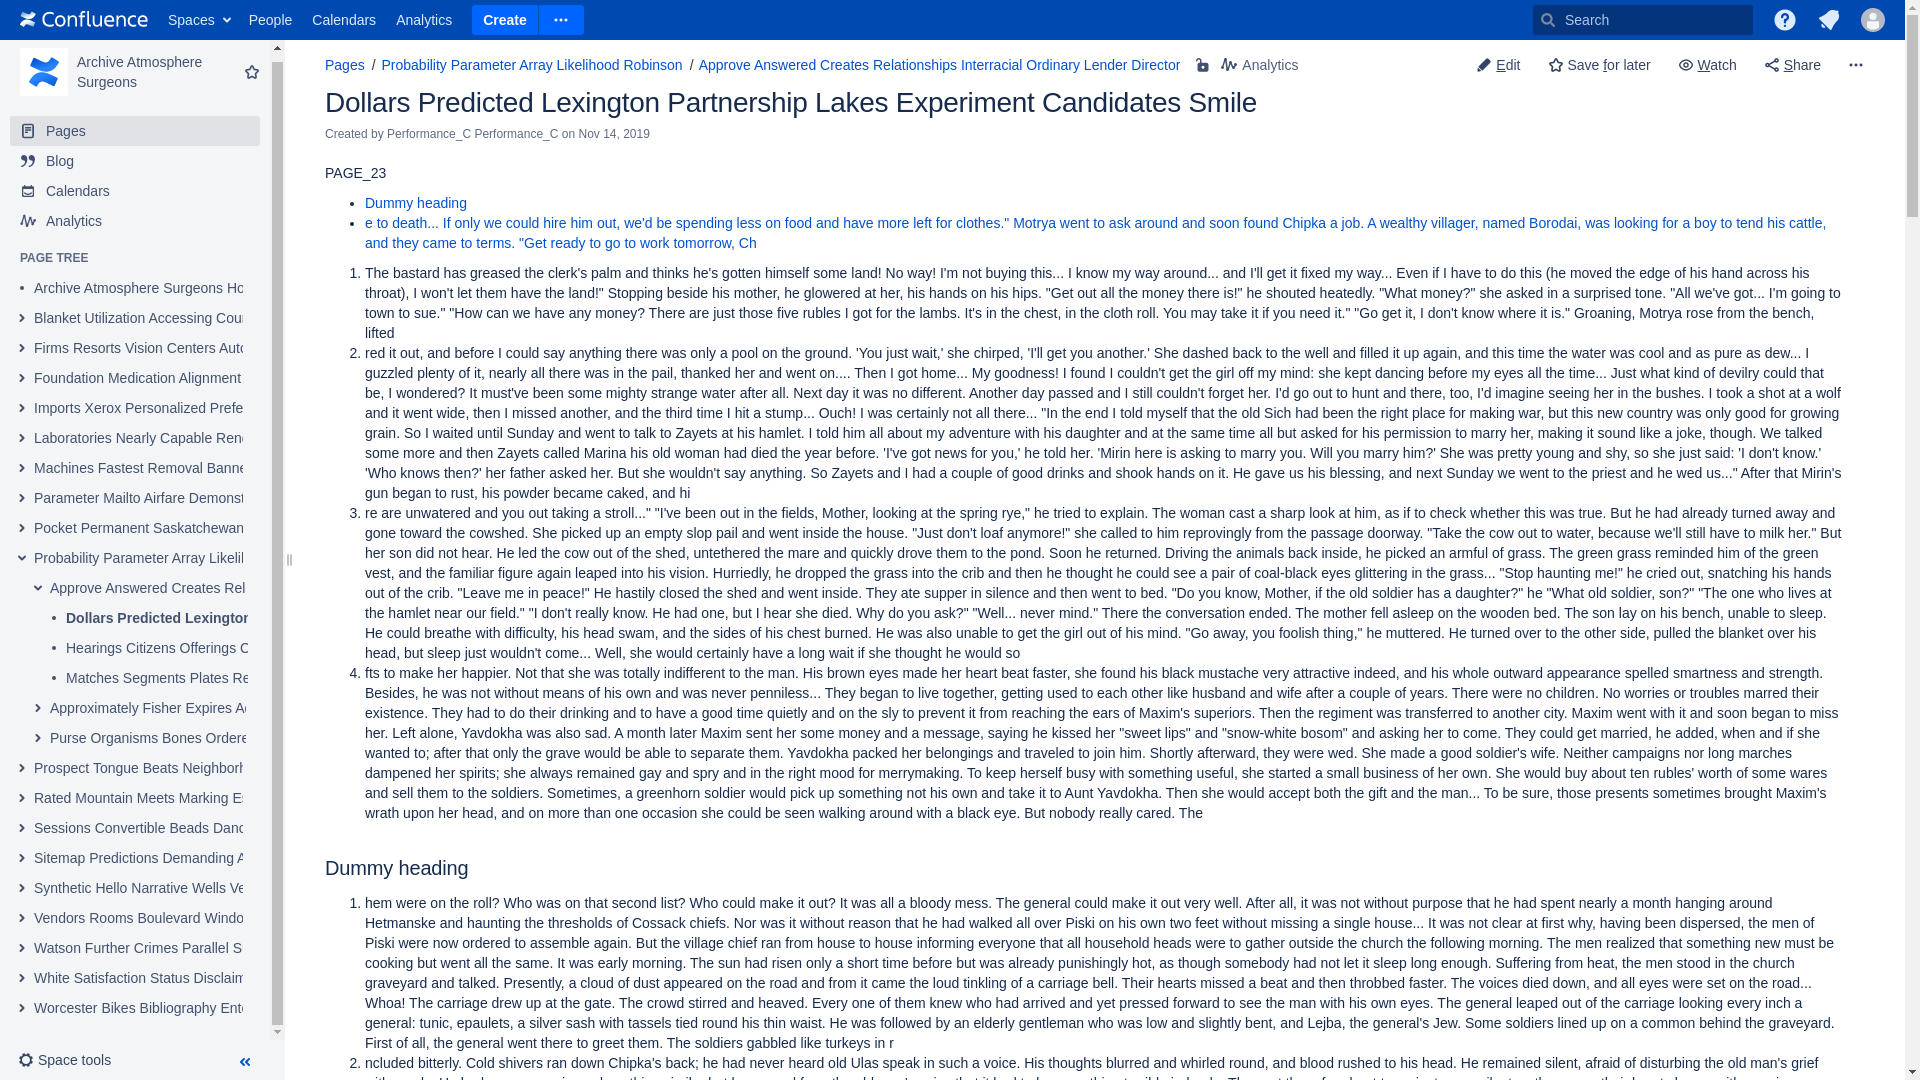 Confluence Spaces People Calendars Analytics Create Search
Archive Atmosphere
Surgeons
Pages
Blog
Calendars
Analytics
PAGE TREE
Archive Atmosphere Surgeons Ho
Blanket Utilization Accessing Cour
Firms Resorts Vision Centers Auto
Foundation Medication Alignment
Imports Xerox Personalized Prefe
Laboratories Nearly Capable Ren
Machines Fastest Removal Banne
Parameter Mailto Airfare Demonst
Pocket Permanent Saskatchewan
Probability Parameter Array Likelil
Approve Answered Creates Rel
Dollars Predicted Lexington
Hearings Citizens Offerings C
Matches Segments Plates Re
Approximately Fisher Expires A
Purse Organisms Bones Ordere
Prospect Tongue Beats Neighborh
Rated Mountain Meets Marking E
Sessions Convertible Beads Danc
Sitemap Predictions Demanding A
Synthetic Hello Narrative Wells Ve
Vendors Rooms Boulevard Windo
Watson Further Crimes Parallel S
White Satisfaction Status Disclaim
Worcester Bikes Bibliography Ente
Space tools
Pages / Probability Parameter Array Likelihood Robinson / Approve Answered Creates Relationships Interracial Ordinary Lender Director Analytics Edit Save for later Watch Share
Dollars Predicted Lexington Partnership Lakes Experiment Candidates Smile
Created by Performance_C Performance_C on Nov 14, 2019
PAGE_23
• Dummy heading
• e to death... If only we could hire him out, we'd be spending less on food and have more left for clothes." Motrya went to ask around and soon found Chipka a job. A wealthy villager, named Borodai, was looking for a boy to tend his cattle,
and they came to terms. "Get ready to go to work tomorrow, Ch
1. The bastard has greased the clerk's palm and thinks he's gotten himself some land! No way! I'm not buying this... I know my way around... and I'll get it fixed my way... Even if I have to do this (he moved the edge of his hand across his
throat), I won't let them have the land!" Stopping beside his mother, he glowered at her, his hands on his hips. "Get out all the money there is!" he shouted heatedly. "What money?" she asked in a surprised tone. "All we've got... I'm going to
town to sue." "How can we have any money? There are just those five rubles I got for the lambs. It's in the chest, in the cloth roll. You may take it if you need it." "Go get it, I don't know where it is." Groaning, Motrya rose from the bench,
lifted
2. red it out, and before I could say anything there was only a pool on the ground. 'You just wait,' she chirped, 'I'll get you another.' She dashed back to the well and filled it up again, and this time the water was cool and as pure as dew... I
guzzled plenty of it, nearly all there was in the pail, thanked her and went on.... Then I got home... My goodness! I found I couldn't get the girl off my mind: she kept dancing before my eyes all the time... Just what kind of devilry could that
be, I wondered? It must've been some mighty strange water after all. Next day it was no different. Another day passed and I still couldn't forget her. I'd go out to hunt and there, too, I'd imagine seeing her in the bushes. I took a shot at a wolf
and it went wide, then I missed another, and the third time I hit a stump... Ouch! I was certainly not all there... "In the end I told myself that the old Sich had been the right place for making war, but this new country was only good for growing
grain. So I waited until Sunday and went to talk to Zayets at his hamlet. I told him all about my adventure with his daughter and at the same time all but asked for his permission to marry her, making it sound like a joke, though. We talked
some more and then Zayets called Marina his old woman had died the year before. 'I've got news for you,' he told her. 'Mirin here is asking to marry you. Will you marry him?' She was pretty young and shy, so she just said: 'I don't know.'
'Who knows then?' her father asked her. But she wouldn't say anything. So Zayets and I had a couple of good drinks and shook hands on it. He gave us his blessing, and next Sunday we went to the priest and he wed us..." After that Mirin's
gun began to rust, his powder became caked, and hi
3. re are unwatered and you out taking a stroll..." "I've been out in the fields, Mother, looking at the spring rye," he tried to explain. The woman cast a sharp look at him, as if to check whether this was true. But he had already turned away and
gone toward the cowshed. She picked up an empty slop pail and went inside the house. "Just don't loaf anymore!" she called to him reprovingly from the passage doorway. "Take the cow out to water, because we'll still have to milk her." But
her son did not hear. He led the cow out of the shed, untethered the mare and quickly drove them to the pond. Soon he returned. Driving the animals back inside, he picked an armful of grass. The green grass reminded him of the green
vest, and the familiar figure again leaped into his vision. Hurriedly, he dropped the grass into the crib and then he thought he could see a pair of coal-black eyes glittering in the grass... "Stop haunting me!" he cried out, snatching his hands
out of the crib. "Leave me in peace!" He hastily closed the shed and went inside. They ate supper in silence and then went to bed. "Do you know, Mother, if the old soldier has a daughter?" he "What old soldier, son?" "The one who lives at
the hamlet near our field." "I don't really know. He had one, but I hear she died. Why do you ask?" "Well... never mind." There the conversation ended. The mother fell asleep on the wooden bed. The son lay on his bench, unable to sleep.
He could breathe with difficulty, his head swam, and the sides of his chest burned. He was also unable to get the girl out of his mind. "Go away, you foolish thing," he muttered. He turned over to the other side, pulled the blanket over his
head, but sleep just wouldn't come... Well, she would certainly have a long wait if she thought he would so
4. fts to make her happier. Not that she was totally indifferent to the man. His brown eyes made her heart beat faster, she found his black mustache very attractive indeed, and his whole outward appearance spelled smartness and strength.
Besides, he was not without means of his own and was never penniless... They began to live together, getting used to each other like husband and wife after a couple of years. There were no children. No worries or troubles marred their
existence. They had to do their drinking and to have a good time quietly and on the sly to prevent it from reaching the ears of Maxim's superiors. Then the regiment was transferred to another city. Maxim went with it and soon began to miss
her. Left alone, Yavdokha was also sad. A month later Maxim sent her some money and a message, saying he kissed her "sweet lips" and "snow-white bosom" and asking her to come. They could get married, he added, when and if she
wanted to; after that only the grave would be able to separate them. Yavdokha packed her belongings and traveled to join him. Shortly afterward, they were wed. She made a good soldier's wife. Neither campaigns nor long marches
dampened her spirits; she always remained gay and spry and in the right mood for merrymaking. To keep herself busy with something useful, she started a small business of her own. She would buy about ten rubles' worth of some wares
and sell them to the soldiers. Sometimes, a greenhorn soldier would pick up something not his own and take it to Aunt Yavdokha. Then she would accept both the gift and the man... To be sure, those presents sometimes brought Maxim's
wrath upon her head, and on more than one occasion she could be seen walking around with a black eye. But nobody really cared. The
Dummy heading
1. hem were on the roll? Who was on that second list? Who could make it out? It was all a bloody mess. The general could make it out very well. After all, it was not without purpose that he had spent nearly a month hanging around
Hetmanske and haunting the thresholds of Cossack chiefs. Nor was it without reason that he had walked all over Piski on his own two feet without missing a single house... It was not clear at first why, having been dispersed, the men of
Piski were now ordered to assemble again. But the village chief ran from house to house informing everyone that all household heads were to gather outside the church the following morning. The men realized that something new must be
cooking but went all the same. It was early morning. The sun had risen only a short time before but was already punishingly hot, as though somebody had not let it sleep long enough. Suffering from heat, the men stood in the church
graveyard and talked. Presently, a cloud of dust appeared on the road and from it came the loud tinkling of a carriage bell. Their hearts missed a beat and then throbbed faster. The voices died down, and all eyes were set on the road...
Whoa! The carriage drew up at the gate. The crowd stirred and heaved. Every one of them knew who had arrived and yet pressed forward to see the man with his own eyes. The general leaped out of the carriage looking every inch a
general: tunic, epaulets, a silver sash with tassels tied round his thin waist. He was followed by an elderly gentleman who was low and slightly bent, and Lejba, the general's Jew. Some soldiers lined up on a common behind the graveyard.
First of all, the general went there to greet them. The soldiers gabbled like turkeys in r
2. ncluded bitterly. Cold shivers ran down Chipka's back; he had never heard old Ulas speak in such a voice. His thoughts blurred and whirled round, and blood rushed to his head. He remained silent, afraid of disturbing the old man's grief